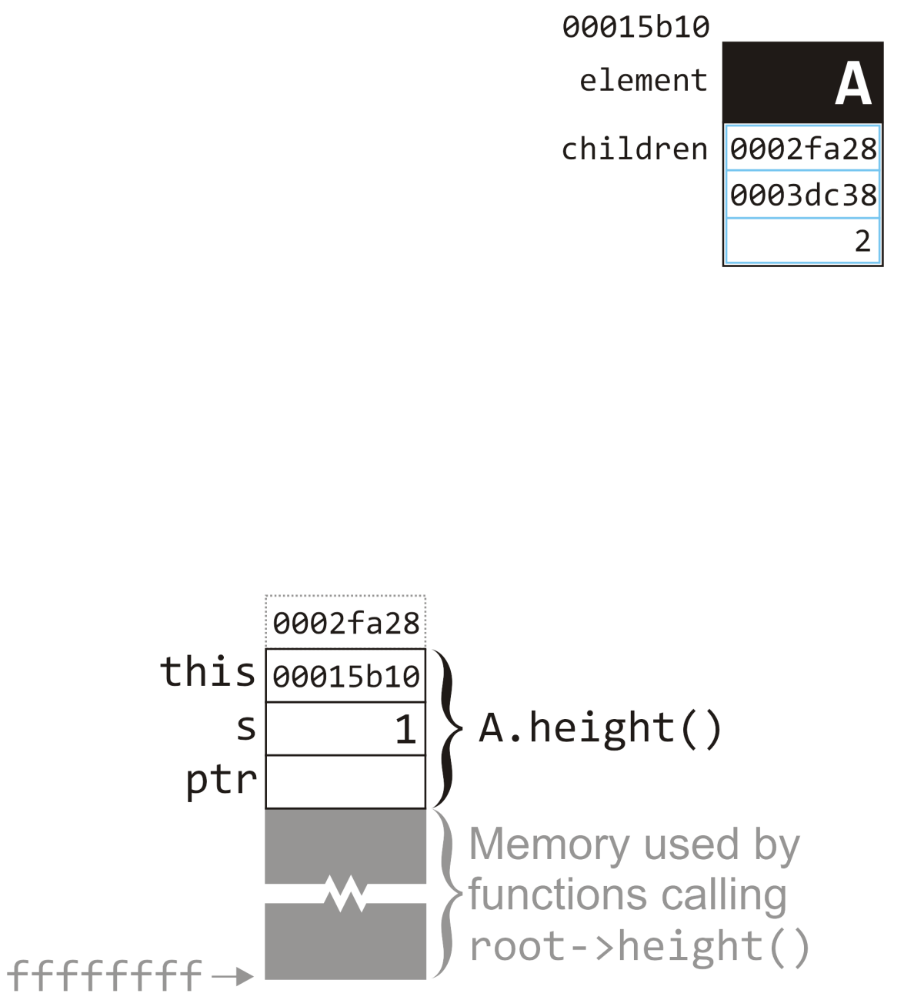 00015b10
element A
children 0002fa28
0003dc38
2
0002fa28
this 00015b10
s 1
ptr
A.height()
Memory used by
functions calling
root->height()
ffffffff